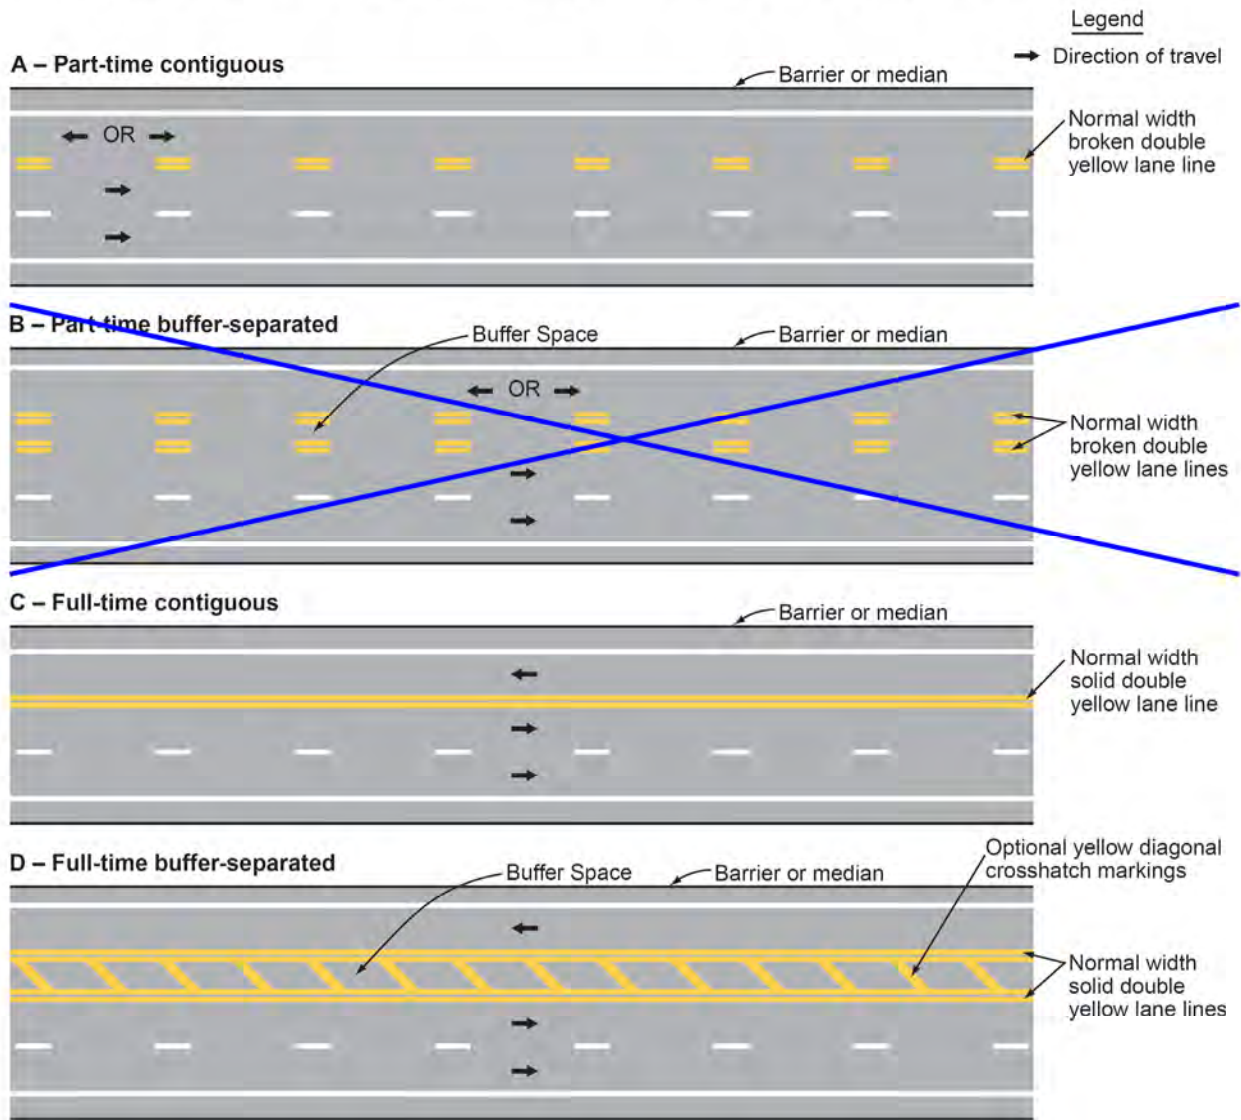 Legend
Direction of travel
A – Part-time contiguous
Barrier or median
OR
Normal width
broken double
yellow lane line
B – Part-time buffer-separated
Buffer Space
Barrier or median
OR
Normal width
broken double
yellow lane lines
C – Full-time contiguous
Barrier or median
Normal width
solid double
yellow lane line
D – Full-time buffer-separated
Buffer Space
Barrier or median
Optional yellow diagonal
crosshatch markings
Normal width
solid double
yellow lane lines